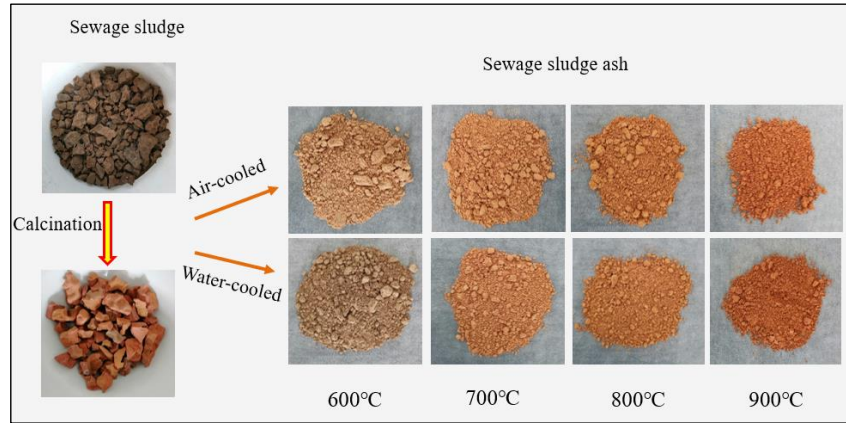 Sewage sludge
Sewage sludge ash
Calcination
Air-cooled
Water-cooled
600℃
700℃
800℃
900℃